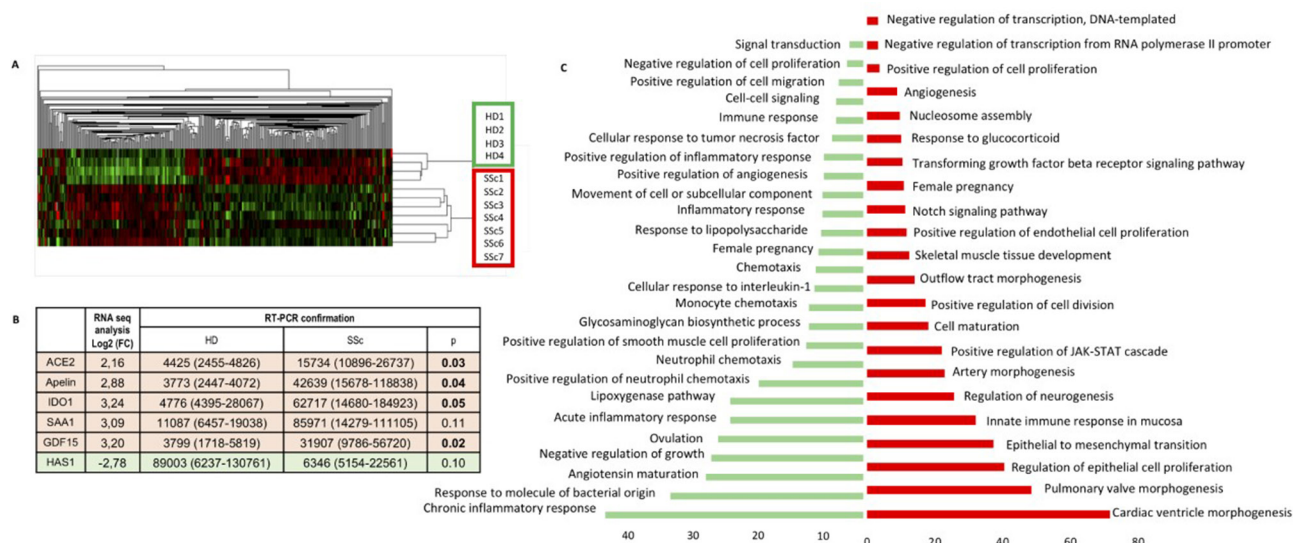 A
HD1
HD2
HD3
HD4
SSc1
SSc2
SSc3
SSc4
SSc5
SSc6
SSc7
B
RNA seq analysis Log2 (FC)
RT-PCR confirmation
HD SSc p
ACE2 2,16 4425 (2455-4826) 15734 (10896-26737) 0.03
Apelin 2,88 3773 (2447-4072) 42639 (15678-118838) 0.04
IDO1 3,24 4776 (4395-28067) 62717 (14680-184923) 0.05
SAA1 3,09 11087 (6457-19038) 85971 (14279-111105) 0.11
GDF15 3,20 3799 (1718-5819) 31907 (9786-56720) 0.02
HAS1 -2,78 89003 (6237-130761) 6346 (5154-22561) 0.10
C
Signal transduction
Negative regulation of cell proliferation
Positive regulation of cell migration
Cell-cell signaling
Immune response
Cellular response to tumor necrosis factor
Positive regulation of inflammatory response
Positive regulation of angiogenesis
Movement of cell or subcellular component
Inflammatory response
Response to lipopolysaccharide
Female pregnancy
Chemotaxis
Cellular response to interleukin-1
Monocyte chemotaxis
Glycosaminoglycan biosynthetic process
Positive regulation of smooth muscle cell proliferation
Neutrophil chemotaxis
Positive regulation of neutrophil chemotaxis
Lipoxygenase pathway
Acute inflammatory response
Ovulation
Negative regulation of growth
Angiotensin maturation
Response to molecule of bacterial origin
Chronic inflammatory response
40 30 20 10
Negative regulation of transcription, DNA-templated
Negative regulation of transcription from RNA polymerase II promoter
Positive regulation of cell proliferation
Angiogenesis
Nucleosome assembly
Response to glucocorticoid
Transforming growth factor beta receptor signaling pathway
Female pregnancy
Notch signaling pathway
Positive regulation of endothelial cell proliferation
Skeletal muscle tissue development
Outflow tract morphogenesis
Positive regulation of cell division
Cell maturation
Positive regulation of JAK-STAT cascade
Artery morphogenesis
Regulation of neurogenesis
Innate immune response in mucosa
Epithelial to mesenchymal transition
Regulation of epithelial cell proliferation
Pulmonary valve morphogenesis
Cardiac ventricle morphogenesis
0 20 40 60 80